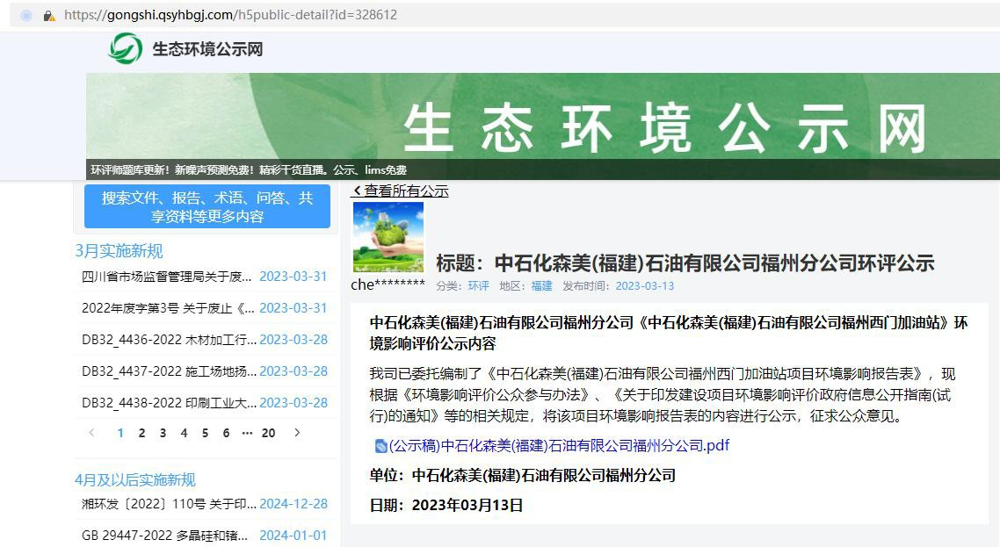 https://gongshi.qsyhbgj.com/h5public-detail?id=328612
生态环境公示网
生态环境公示网
环评师题库更新！新噪声预测免费！精彩干货直播。公示、lims免费
搜索文件、报告、术语、问答、共
享资料等更多内容
3月实施新规
四川省市场监督管理局关于废... 2023-03-31
2022年废字第3号 关于废止《... 2023-03-31
DB32_4436-2022 木材加工行... 2023-03-28
DB32_4437-2022 施工场地扬... 2023-03-28
DB32_4438-2022 印刷工业大... 2023-03-28
< 1 2 3 4 5 6 ··· 20 >
4月及以后实施新规
湘环发〔2022〕110号 关于印... 2024-12-28
GB 29447-2022 多晶硅和锗... 2024-01-01
<查看所有公示
che********
标题：中石化森美(福建)石油有限公司福州分公司环评公示
分类：环评 地区：福建 发布时间：2023-03-13
中石化森美(福建)石油有限公司福州分公司《中石化森美(福建)石油有限公司福州西门加油站》环
境影响评价公示内容
我司已委托编制了《中石化森美(福建)石油有限公司福州西门加油站项目环境影响报告表》，现
根据《环境影响评价公众参与办法》、《关于印发建设项目环境影响评价政府信息公开指南(试
行)的通知》等的相关规定，将该项目环境影响报告表的内容进行公示，征求公众意见。
(公示稿)中石化森美(福建)石油有限公司福州分公司.pdf
单位：中石化森美(福建)石油有限公司福州分公司
日期：2023年03月13日